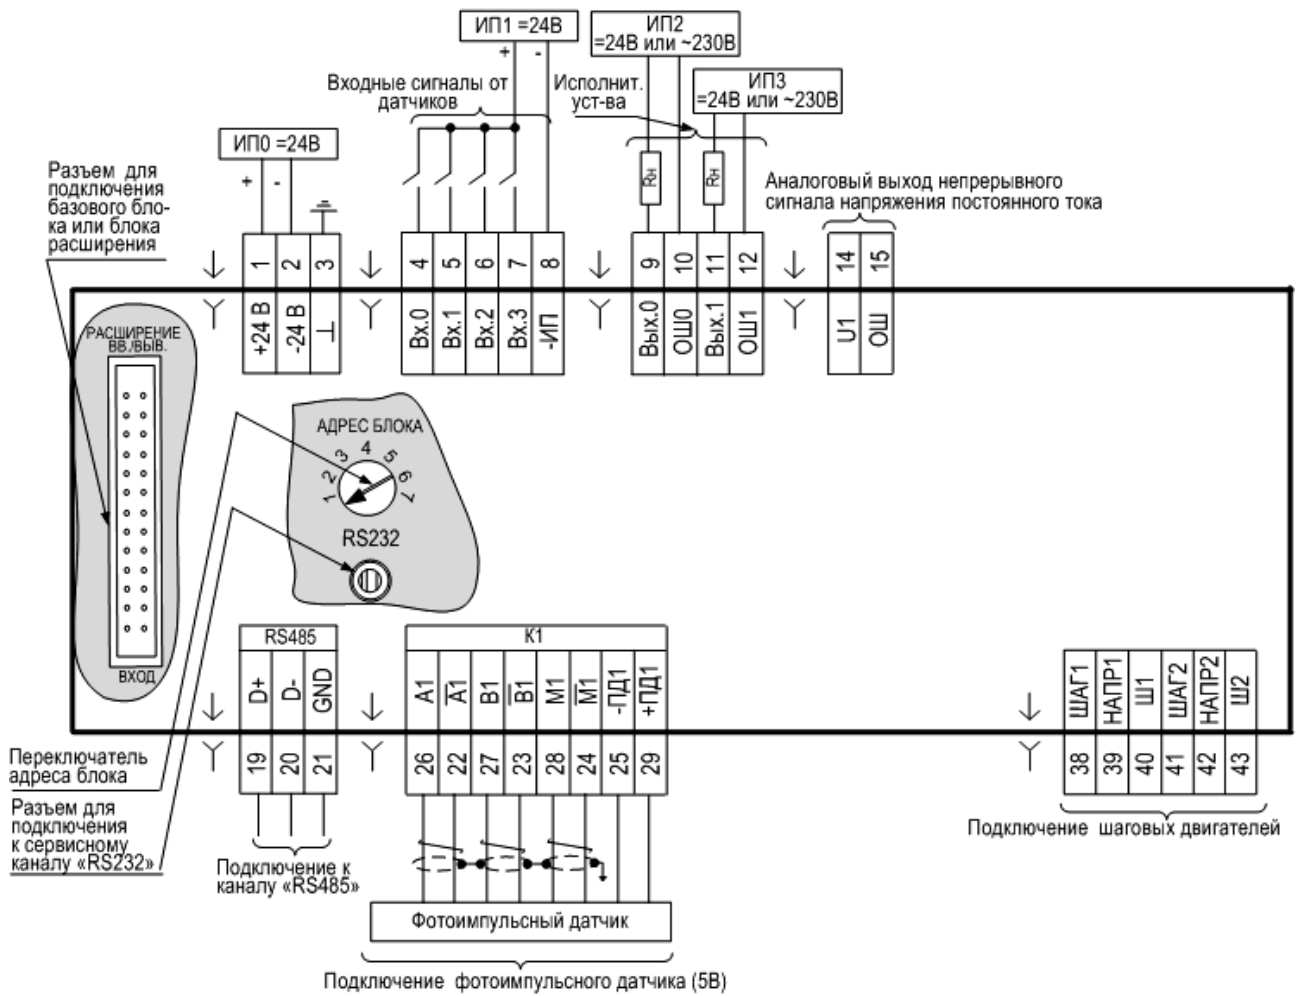 ИП1 =24В
+
-
ИП2
=24В или ~230В
ИП3
=24В или ~230В
Входные сигналы от
датчиков
Исполнит.
уст-ва
ИП0 =24В
+
-
Разъем для
подключения
базового бло-
ка или блока
расширения
Rн
Rн
Аналоговый выход непрерывного
сигнала напряжения постоянного тока
1
2
3
4
5
6
7
8
9
10
11
12
14
15
+24 В
-24 В
⊥
Вх.0
Вх.1
Вх.2
Вх.3
-ИП
Вых.0
ОШ0
Вых.1
ОШ1
U1
ОШ
РАСШИРЕНИЕ
ВВ./ВЫВ.
ВХОД
АДРЕС БЛОКА
1
2
3
4
5
6
7
RS232
RS485
D+
D-
GND
19
20
21
К1
А1
А̅1
В1
В̅1
М1
М̅1
-ПД1
+ПД1
26
22
27
23
28
24
25
29
ШАГ1
НАПР1
Ш1
ШАГ2
НАПР2
Ш2
38
39
40
41
42
43
Переключатель
адреса блока
Разъем для
подключения
к сервисному
каналу «RS232»
Подключение к
каналу «RS485»
Подключение шаговых двигателей
Фотоимпульсный датчик
Подключение фотоимпульсного датчика (5В)